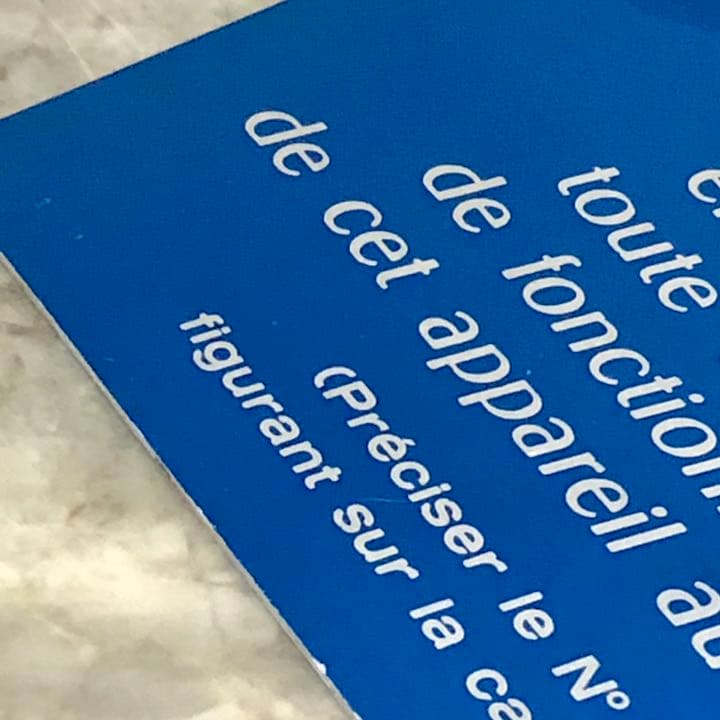 toute
de fonction
de cet appareil au
(Préciser le N°
figurant sur la ca